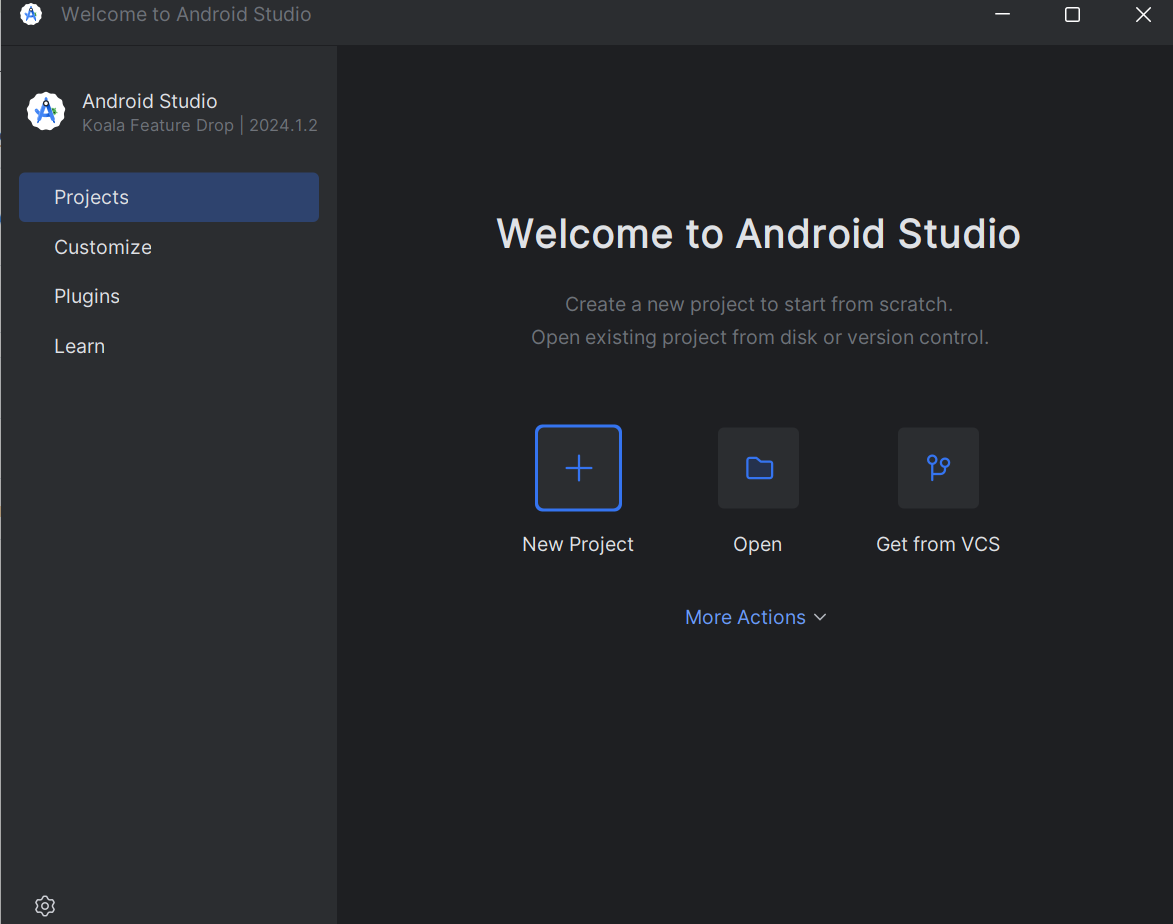 Welcome to Android Studio
Android Studio
Koala Feature Drop | 2024.1.2
Projects
Customize
Plugins
Learn
Welcome to Android Studio
Create a new project to start from scratch.
Open existing project from disk or version control.
New Project
Open
Get from VCS
More Actions